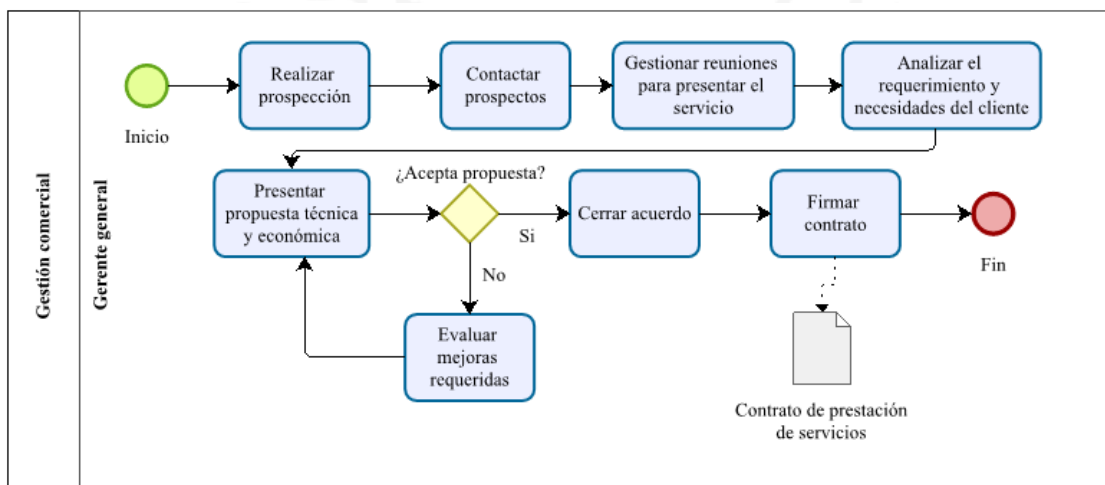 Gestión comercial
Gerente general
Inicio
Realizar
prospección
Contactar
prospectos
Gestionar reuniones
para presentar el
servicio
Analizar el
requerimiento y
necesidades del cliente
Presentar
propuesta técnica
y económica
¿Acepta propuesta?
Si
No
Cerrar acuerdo
Firmar
contrato
Fin
Evaluar
mejoras
requeridas
Contrato de prestación
de servicios